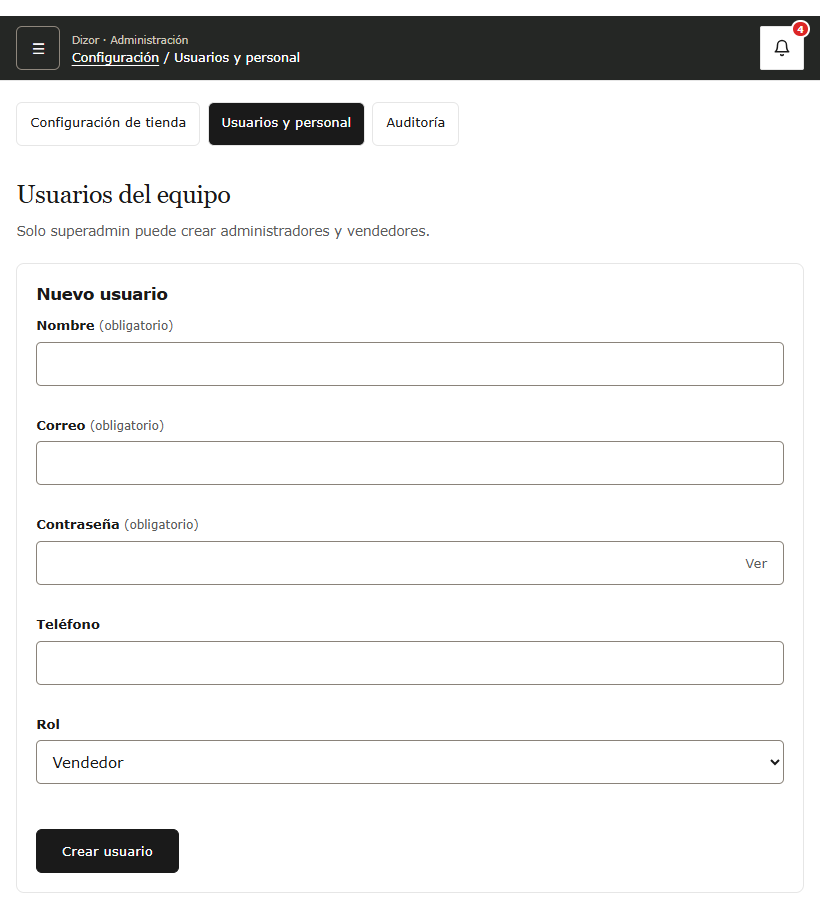 ☰
Dizor · Administración
Configuración / Usuarios y personal
4
Configuración de tienda
Usuarios y personal
Auditoría
Usuarios del equipo
Solo superadmin puede crear administradores y vendedores.
Nuevo usuario
Nombre (obligatorio)
Correo (obligatorio)
Contraseña (obligatorio)
Ver
Teléfono
Rol
Vendedor
Crear usuario